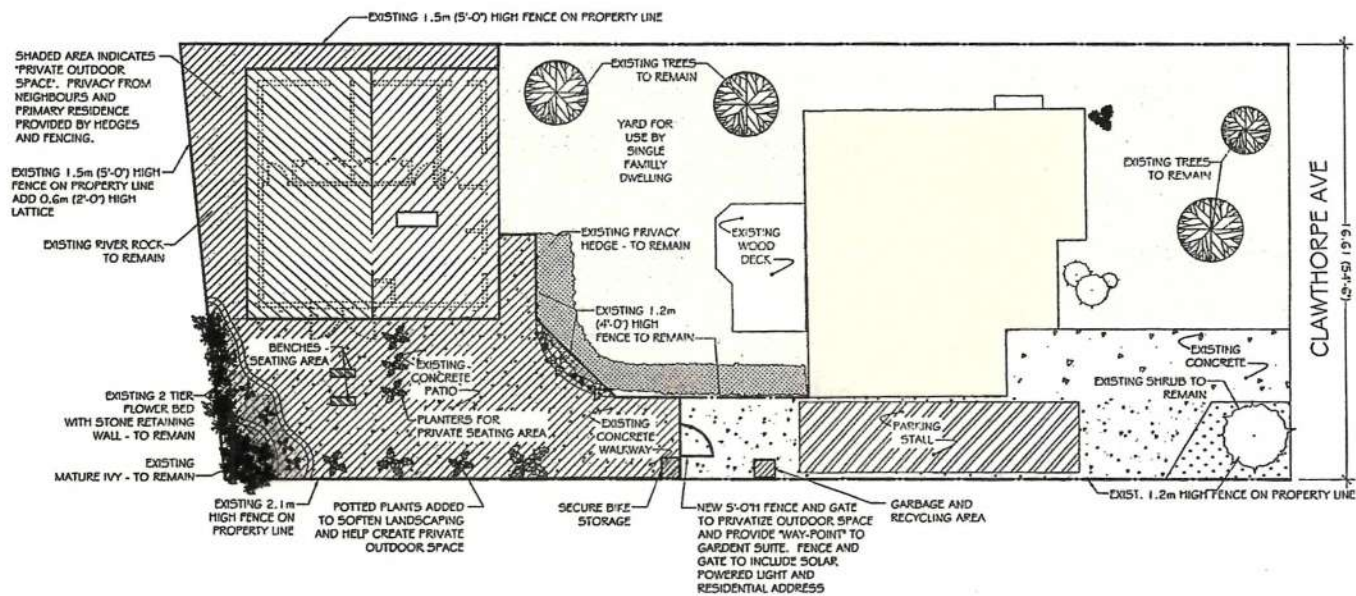 EXISTING 1.5m (5'-0") HIGH FENCE ON PROPERTY LINE
SHADED AREA INDICATES
"PRIVATE OUTDOOR
SPACE". PRIVACY FROM
NEIGHBOURS AND
PRIMARY RESIDENCE
PROVIDED BY HEDGES
AND FENCING.
EXISTING 1.5m (5'-0") HIGH
FENCE ON PROPERTY LINE
ADD 0.6m (2'-0") HIGH
LATTICE
EXISTING RIVER ROCK
TO REMAIN
EXISTING TREES
TO REMAIN
YARD FOR
USE BY
SINGLE
FAMILLY
DWELLING
EXISTING TREES
TO REMAIN
EXISTING PRIVACY
HEDGE - TO REMAIN
EXISTING
WOOD
DECK
EXISTING 1.2m
(4'-0") HIGH
FENCE TO REMAIN
CLAWTHORPE AVE
16.61 (54'-6")
BENCHES -
SEATING AREA
EXISTING
CONCRETE
PATIO
PLANTERS FOR
PRIVATE SEATING AREA
EXISTING
CONCRETE
WALKWAY
PARKING
STALL
EXISTING
CONCRETE
EXISTING SHRUB TO
REMAIN
EXISTING 2 TIER
FLOWER BED
WITH STONE RETAINING
WALL - TO REMAIN
EXISTING
MATURE IVY - TO REMAIN
EXISTING 2.1m
HIGH FENCE ON
PROPERTY LINE
POTTED PLANTS ADDED
TO SOFTEN LANDSCAPING
AND HELP CREATE PRIVATE
OUTDOOR SPACE
SECURE BIKE
STORAGE
NEW 5'-0"H FENCE AND GATE
TO PRIVATIZE OUTDOOR SPACE
AND PROVIDE "WAY-POINT" TO
GARDENT SUITE. FENCE AND
GATE TO INCLUDE SOLAR
POWERED LIGHT AND
RESIDENTIAL ADDRESS
GARBAGE AND
RECYCLING AREA
EXIST. 1.2m HIGH FENCE ON PROPERTY LINE